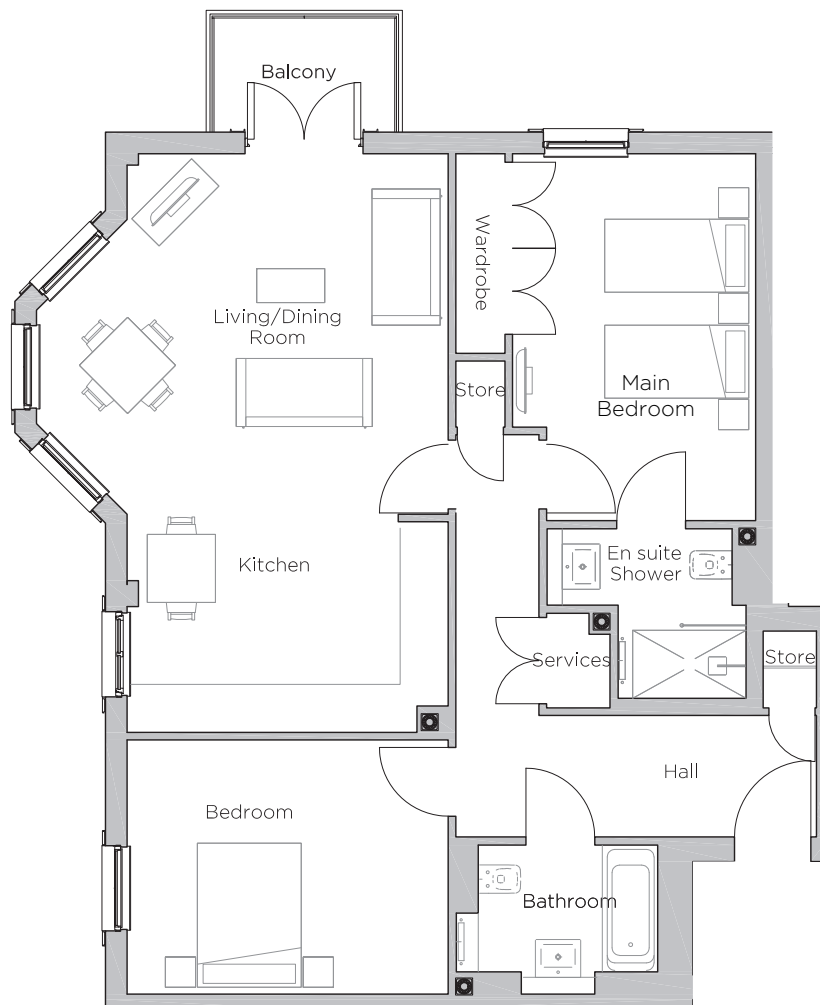 Balcony
Wardrobe
Living/Dining
Room
Store
Main
Bedroom
Kitchen
En suite
Shower
Services
Store
Hall
Bedroom
Bathroom